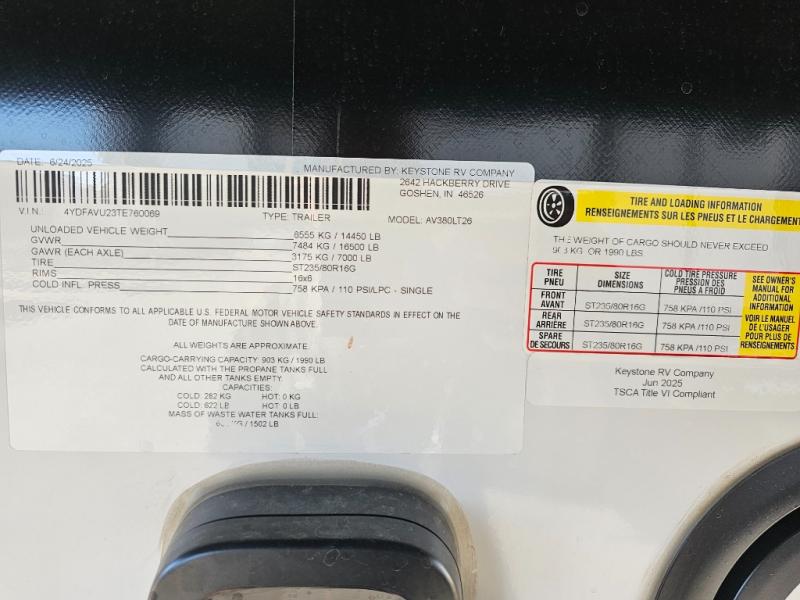 DATE: 6/24/2025
MANUFACTURED BY: KEYSTONE RV COMPANY
2642 HACKBERRY DRIVE
GOSHEN, IN 46526
V.I.N. 4YDFAVU23TE760069 TYPE: TRAILER MODEL: AV380LT26
UNLOADED VEHICLE WEIGHT 6555 KG / 14450 LB
GVWR 7484 KG / 16500 LB
GAWR (EACH AXLE) 3175 KG / 7000 LB
TIRE ST235/80R16G
RIMS 16x6
COLD INFL. PRESS 758 KPA / 110 PSI/LPC - SINGLE
THIS VEHICLE CONFORMS TO ALL APPLICABLE U.S. FEDERAL MOTOR VEHICLE SAFETY STANDARDS IN EFFECT ON THE
DATE OF MANUFACTURE SHOWN ABOVE.
ALL WEIGHTS ARE APPROXIMATE.
CARGO-CARRYING CAPACITY: 903 KG / 1990 LB
CALCULATED WITH THE PROPANE TANKS FULL
AND ALL OTHER TANKS EMPTY.
CAPACITIES:
COLD: 282 KG HOT: 0 KG
COLD: 622 LB HOT: 0 LB
MASS OF WASTE WATER TANKS FULL:
KG / 1502 LB
TIRE AND LOADING INFORMATION
RENSEIGNEMENTS SUR LES PNEUS ET LE CHARGEMENT
THE WEIGHT OF CARGO SHOULD NEVER EXCEED
903 KG OR 1990 LBS
TIRE
PNEU
SIZE
DIMENSIONS
COLD TIRE PRESSURE
PRESSION DES
PNEUS A FROID
SEE OWNER'S
MANUAL FOR
ADDITIONAL
INFORMATION
VOIR LE MANUEL
DE L'USAGER
POUR PLUS DE
RENSEIGNEMENTS
FRONT
AVANT
ST235/80R16G 758 KPA /110 PSI
REAR
ARRIÈRE
ST235/80R16G 758 KPA /110 PSI
SPARE
DE SECOURS
ST235/80R16G 758 KPA /110 PSI
Keystone RV Company
Jun 2025
TSCA Title VI Compliant